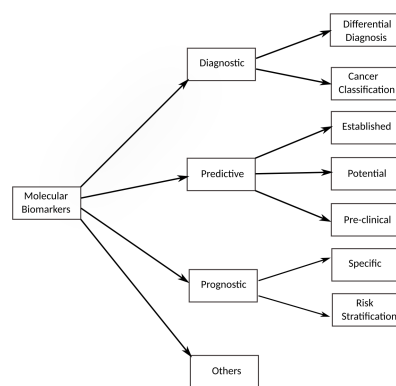 Differential
Diagnosis
Diagnostic
Cancer
Classification
Established
Predictive
Potential
Molecular
Biomarkers
Pre-clinical
Specific
Prognostic
Risk
Stratification
Others